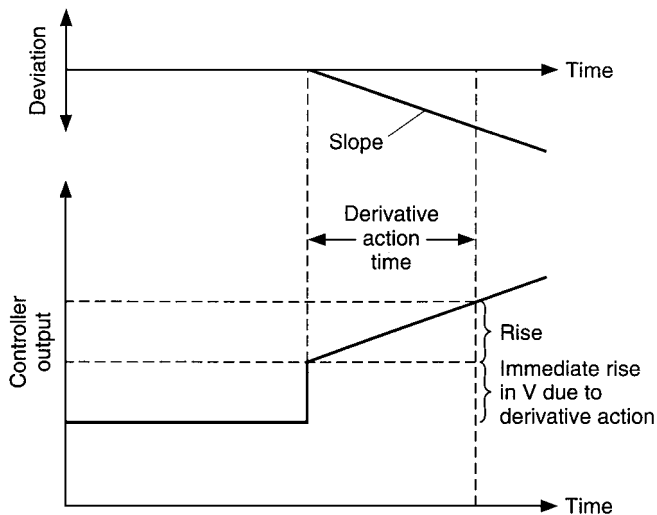 Deviation
Time
Slope
Derivative
action
time
Controller
output
Rise
Immediate rise
in V due to
derivative action
Time